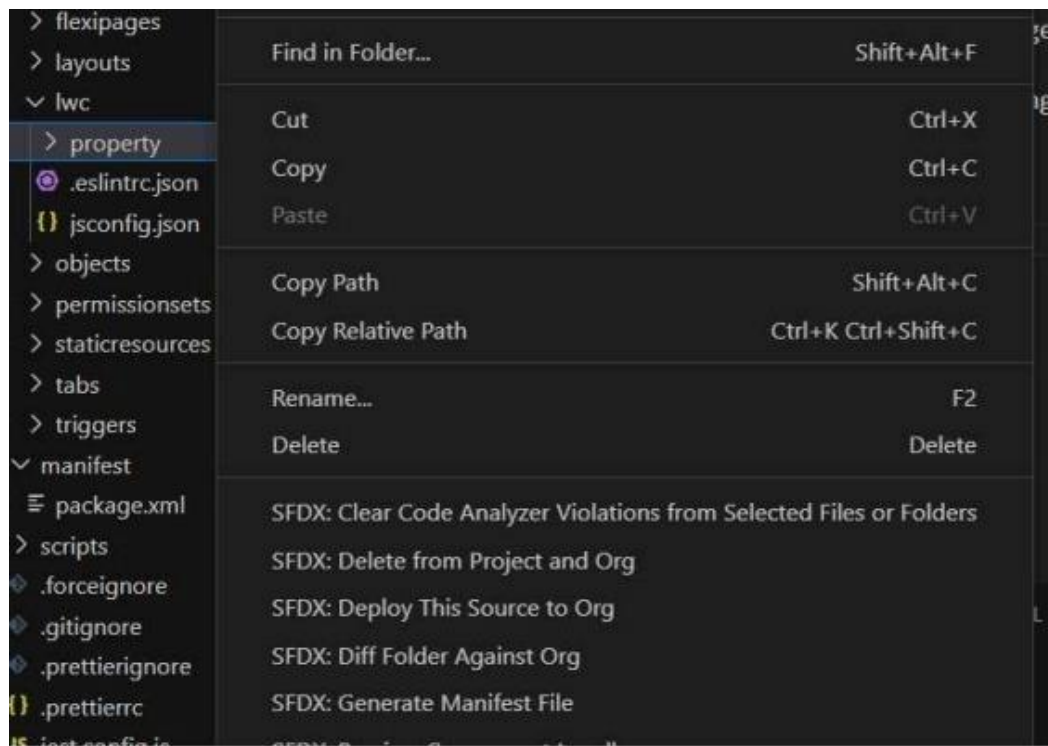 flexipages
layouts
lwc
property
.eslintrc.json
jsconfig.json
objects
permissionsets
staticresources
tabs
triggers
manifest
package.xml
scripts
.forceignore
.gitignore
.prettierignore
.prettierrc
Find in Folder... Shift+Alt+F
Cut Ctrl+X
Copy Ctrl+C
Paste Ctrl+V
Copy Path Shift+Alt+C
Copy Relative Path Ctrl+K Ctrl+Shift+C
Rename... F2
Delete Delete
SFDX: Clear Code Analyzer Violations from Selected Files or Folders
SFDX: Delete from Project and Org
SFDX: Deploy This Source to Org
SFDX: Diff Folder Against Org
SFDX: Generate Manifest File